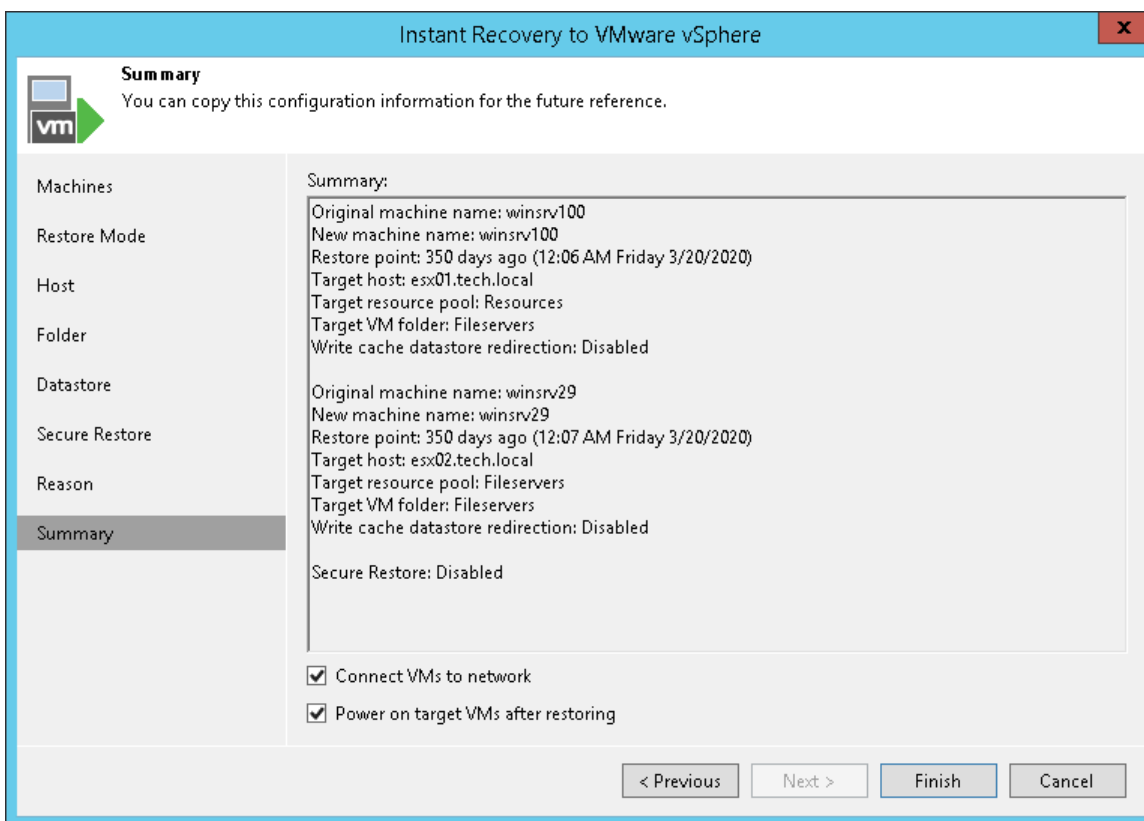 Instant Recovery to VMware vSphere
x
Summary
You can copy this configuration information for the future reference.
vm
Machines
Restore Mode
Host
Folder
Datastore
Secure Restore
Reason
Summary
Summary:
Original machine name: winsrv100
New machine name: winsrv100
Restore point: 350 days ago (12:06 AM Friday 3/20/2020)
Target host: esx01.tech.local
Target resource pool: Resources
Target VM folder: Fileservers
Write cache datastore redirection: Disabled
Original machine name: winsrv29
New machine name: winsrv29
Restore point: 350 days ago (12:07 AM Friday 3/20/2020)
Target host: esx02.tech.local
Target resource pool: Fileservers
Target VM folder: Fileservers
Write cache datastore redirection: Disabled
Secure Restore: Disabled
Connect VMs to network
Power on target VMs after restoring
< Previous
Next >
Finish
Cancel